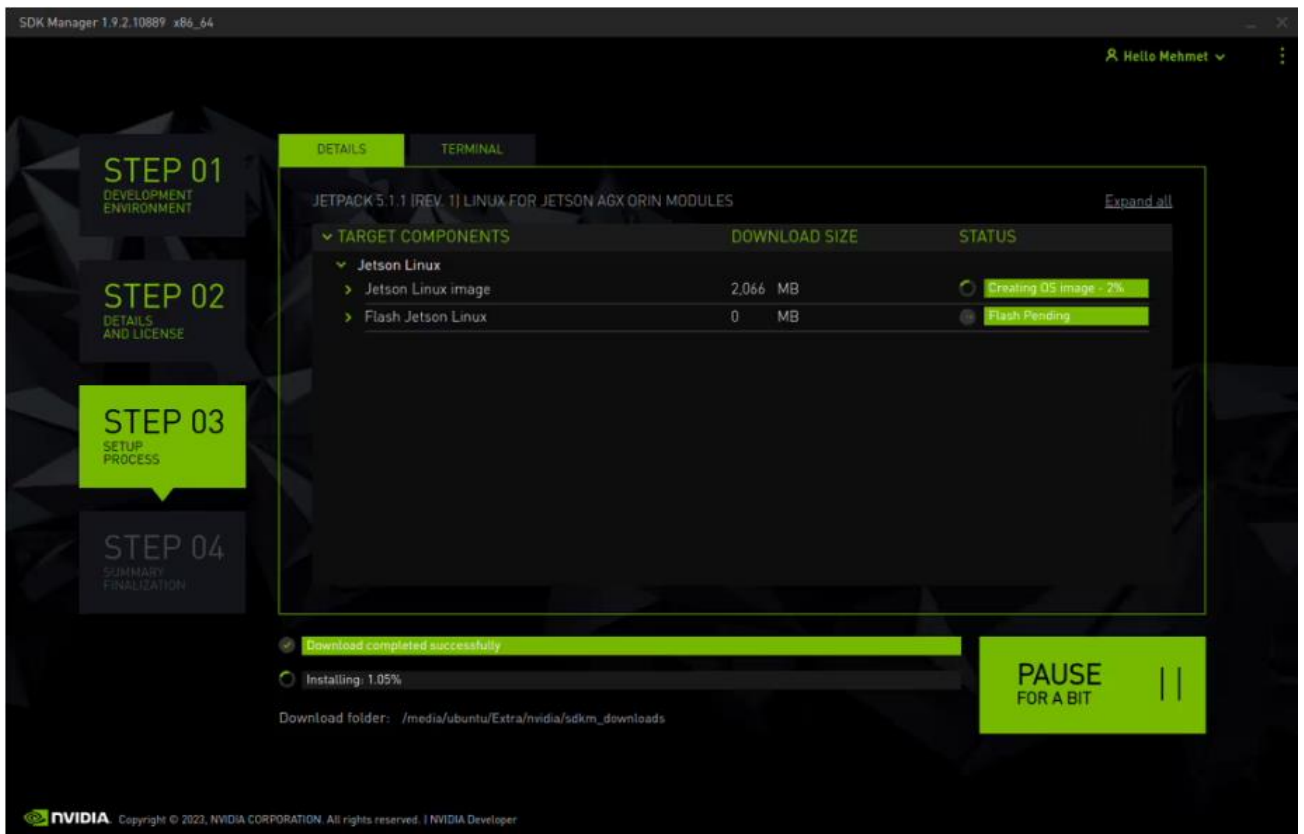 SDK Manager 1.9.2.10889 x86_64
Hello Mehmet
STEP 01
DEVELOPMENT
ENVIRONMENT
STEP 02
DETAILS
AND LICENSE
STEP 03
SETUP
PROCESS
STEP 04
SUMMARY
FINALIZATION
DETAILS TERMINAL
JETPACK 5.1.1 (REV. 1) LINUX FOR JETSON AGX ORIN MODULES Expand all
TARGET COMPONENTS DOWNLOAD SIZE STATUS
Jetson Linux
Jetson Linux image 2,066 MB Creating OS image - 2%
Flash Jetson Linux 0 MB Flash Pending
Download completed successfully
Installing: 1.05%
Download folder: /media/ubuntu/Extra/nvidia/sdkm_downloads
PAUSE
FOR A BIT
NVIDIA. Copyright © 2023, NVIDIA CORPORATION. All rights reserved. | NVIDIA Developer